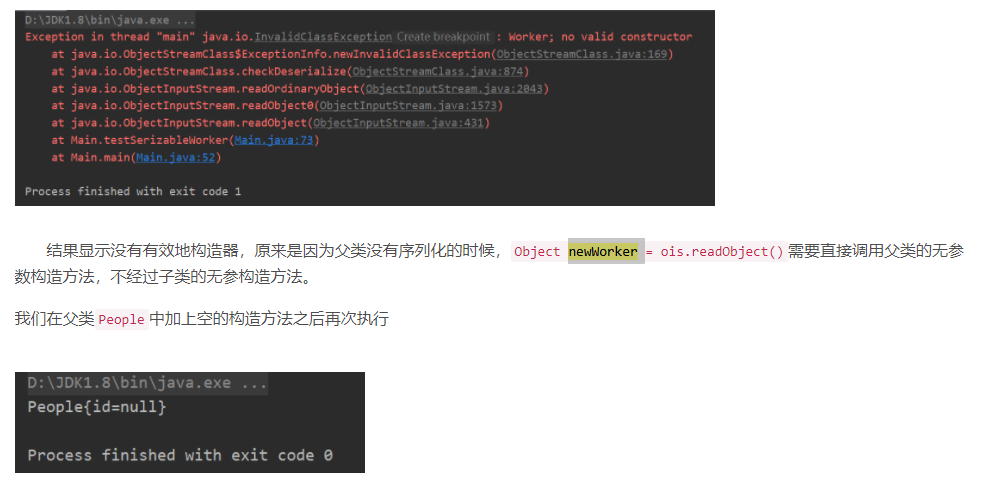 D:\JDK1.8\bin\java.exe ...
Exception in thread "main" java.io.InvalidClassException Create breakpoint : Worker; no valid constructor
at java.io.ObjectStreamClass$ExceptionInfo.newInvalidClassException(ObjectStreamClass.java:169)
at java.io.ObjectStreamClass.checkDeserialize(ObjectStreamClass.java:874)
at java.io.ObjectInputStream.readOrdinaryObject(ObjectInputStream.java:2043)
at java.io.ObjectInputStream.readObject0(ObjectInputStream.java:1573)
at java.io.ObjectInputStream.readObject(ObjectInputStream.java:431)
at Main.testSerizableWorker(Main.java:73)
at Main.main(Main.java:52)
Process finished with exit code 1
结果显示没有有效地构造器，原来是因为父类没有序列化的时候，Object newWorker = ois.readObject()需要直接调用父类的无参
数构造方法，不经过子类的无参构造方法。
我们在父类People中加上空的构造方法之后再次执行
D:\JDK1.8\bin\java.exe ...
People{id=null}
Process finished with exit code 0